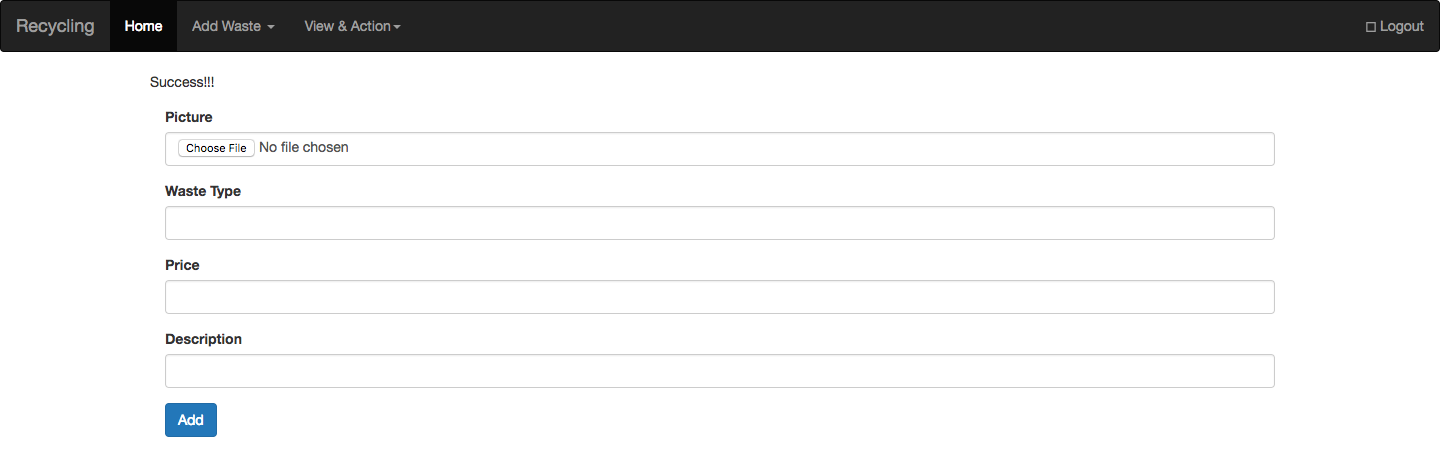 Recycling Home Add Waste View & Action Logout
Success!!!
Picture
Choose File No file chosen
Waste Type
Price
Description
Add